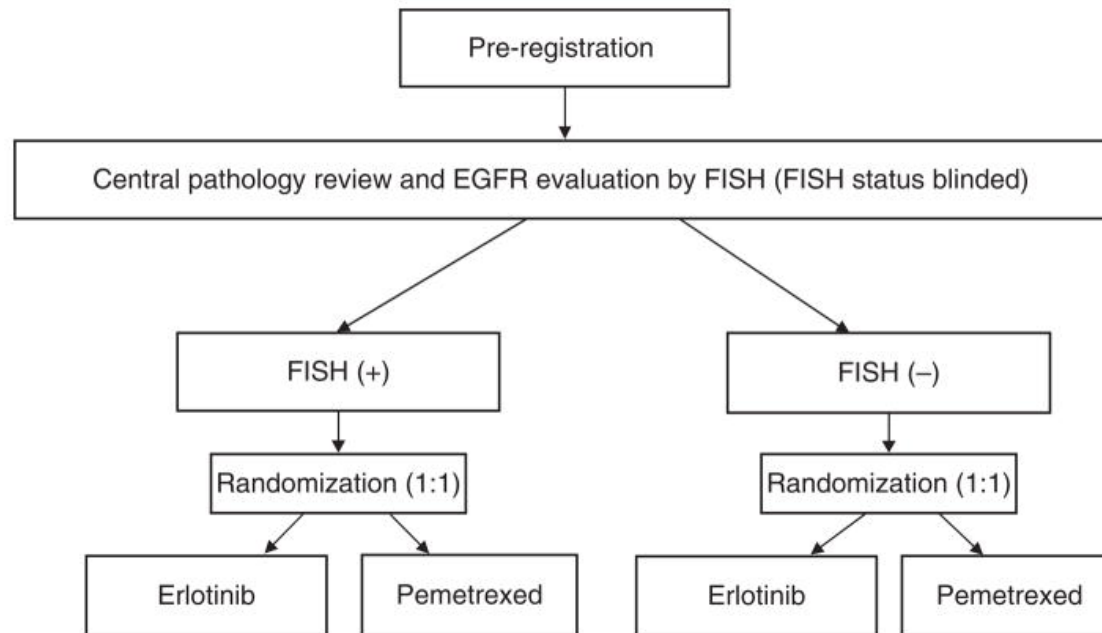 Pre-registration
Central pathology review and EGFR evaluation by FISH (FISH status blinded)
FISH (+)
FISH (–)
Randomization (1:1)
Randomization (1:1)
Erlotinib
Pemetrexed
Erlotinib
Pemetrexed